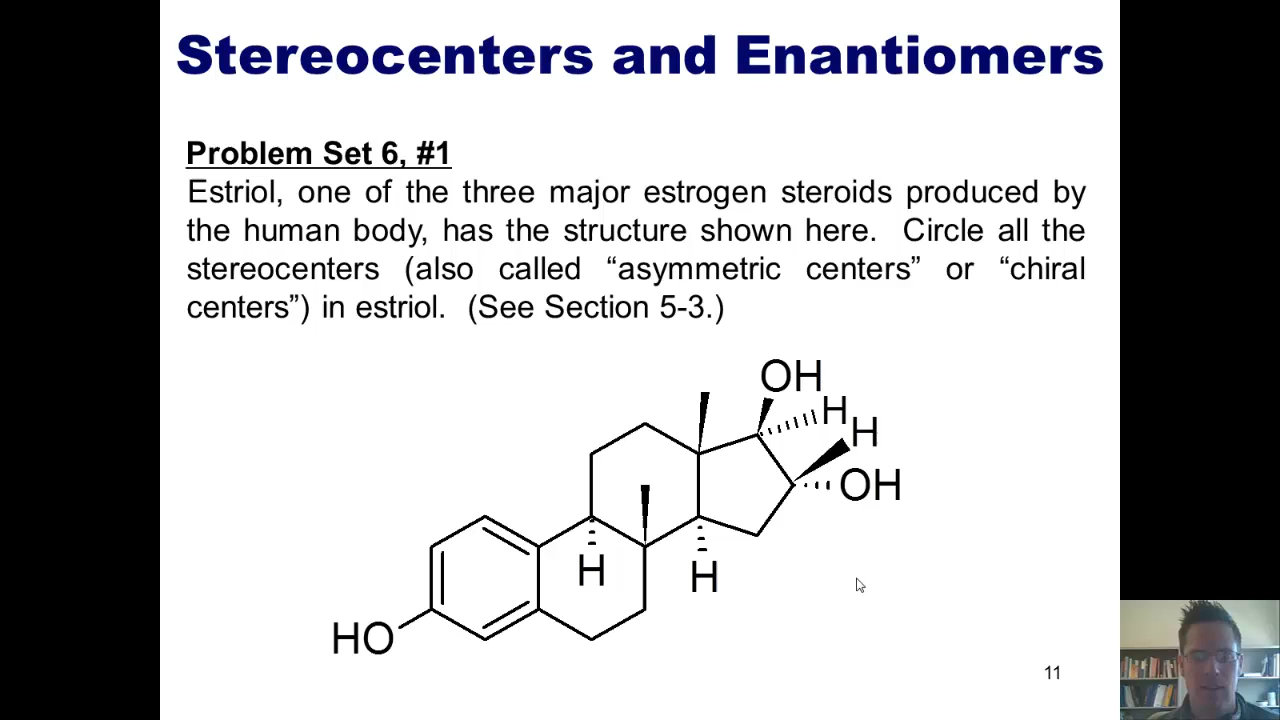 Stereocenters and Enantiomers
Problem Set 6, #1
Estriol, one of the three major estrogen steroids produced by
the human body, has the structure shown here. Circle all the
stereocenters (also called “asymmetric centers” or “chiral
centers”) in estriol. (See Section 5-3.)
OH
H
H
OH
H
H
HO
11